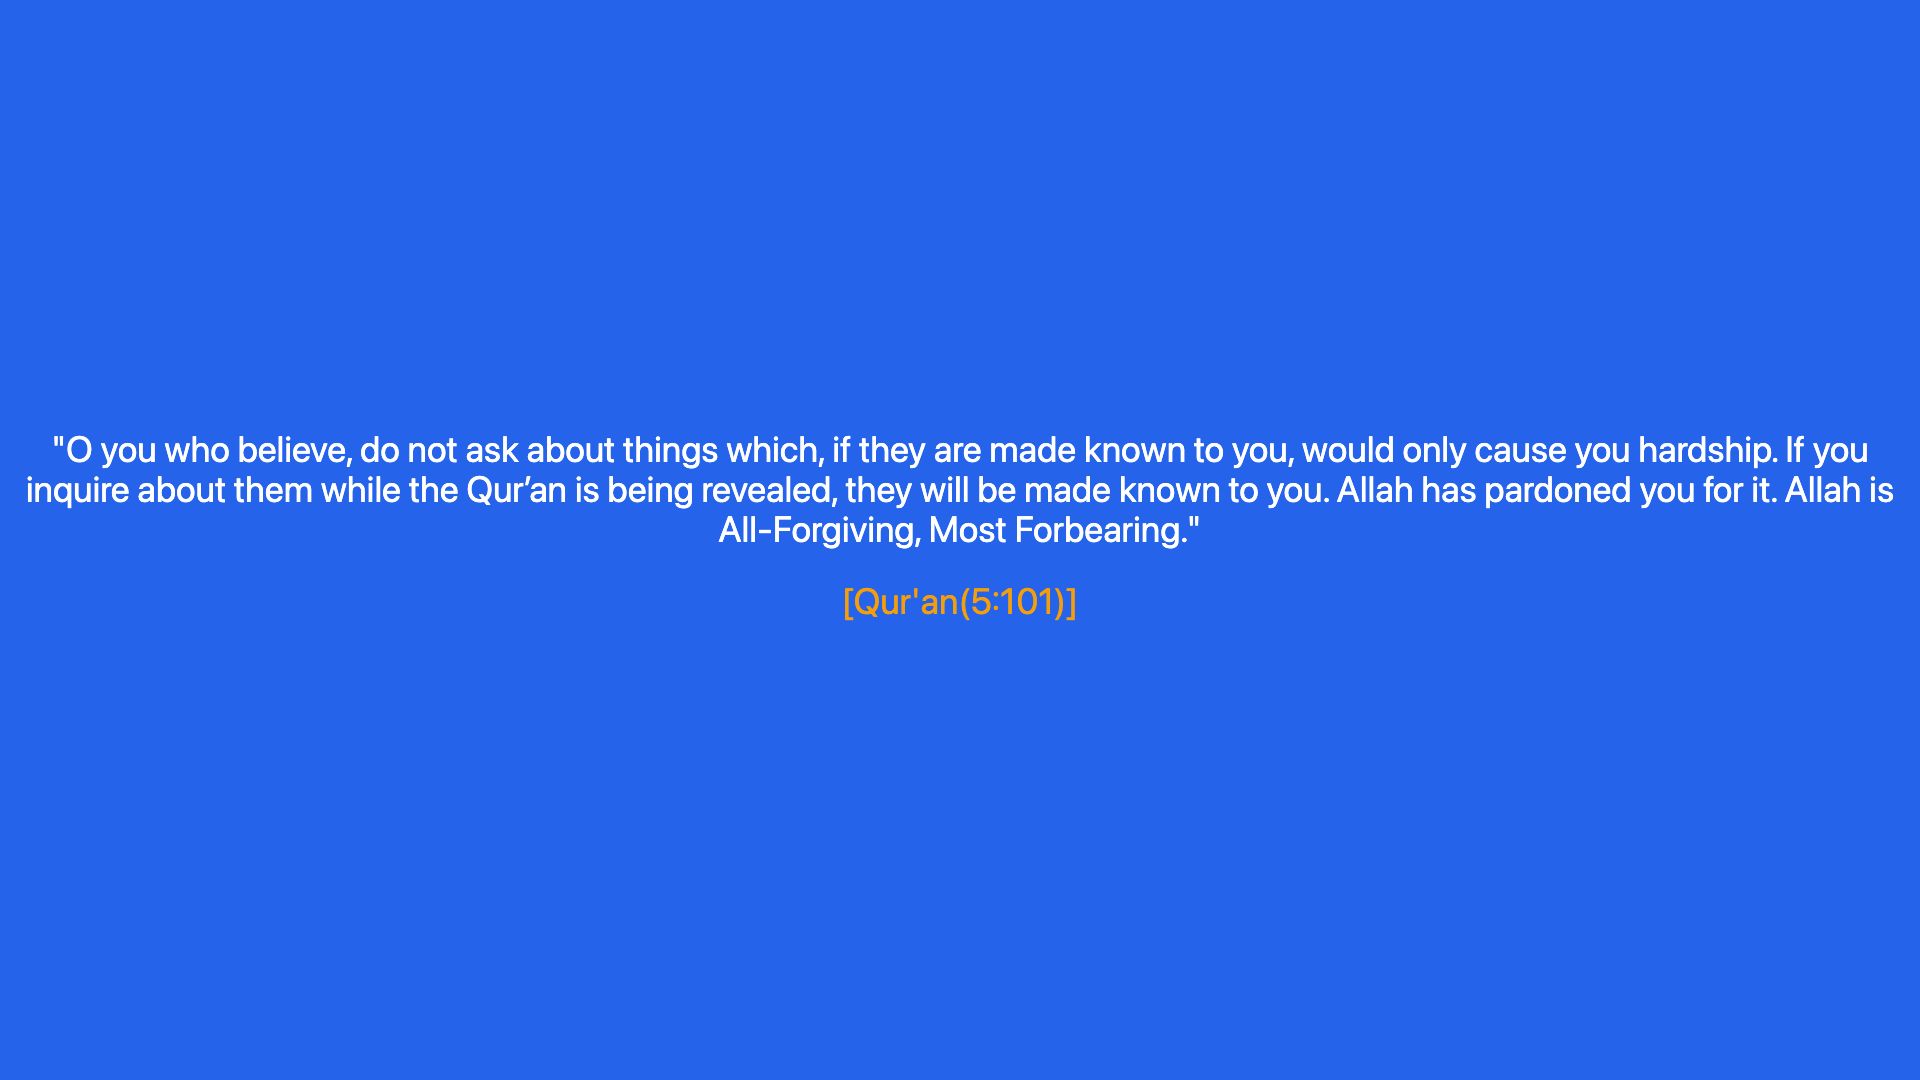 "O you who believe, do not ask about things which, if they are made known to you, would only cause you hardship. If you
inquire about them while the Qur’an is being revealed, they will be made known to you. Allah has pardoned you for it. Allah is
All-Forgiving, Most Forbearing."
[Qur'an(5:101)]